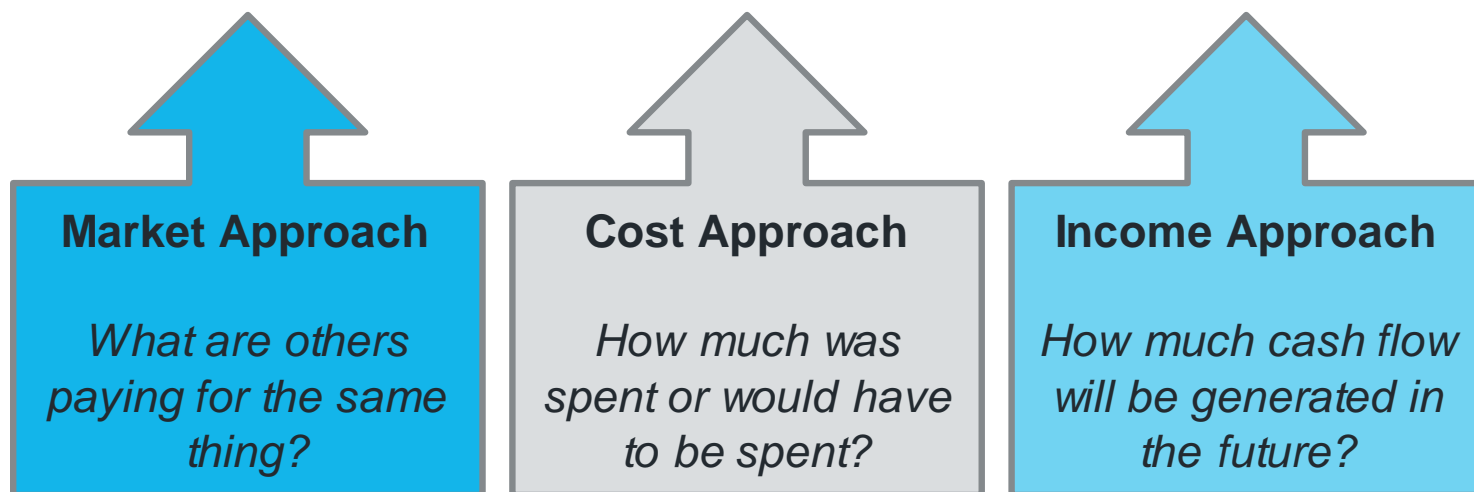 Market Approach
What are others
paying for the same
thing?
Cost Approach
How much was
spent or would have
to be spent?
Income Approach
How much cash flow
will be generated in
the future?